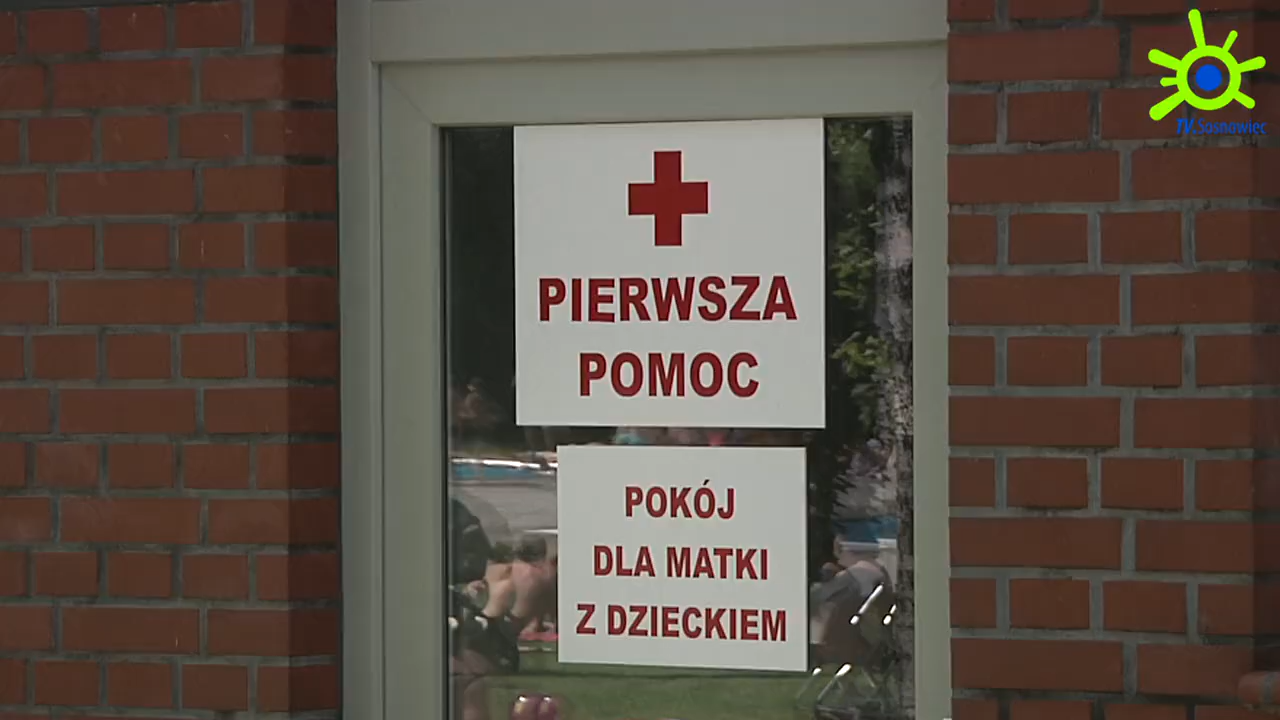 TV.Sosnowiec
PIERWSZA
POMOC
POKÓJ
DLA MATKI
Z DZIECKIEM